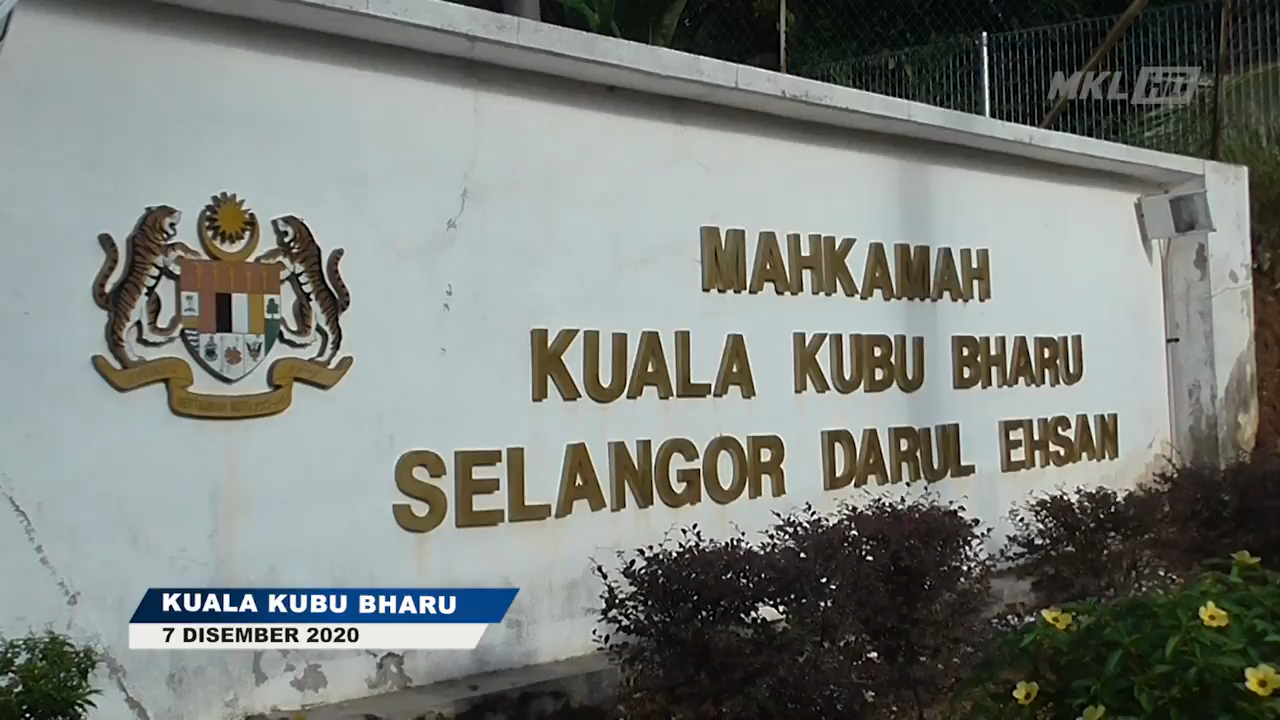 MKL HD
MAHKAMAH
KUALA KUBU BHARU
SELANGOR DARUL EHSAN
KUALA KUBU BHARU
7 DISEMBER 2020